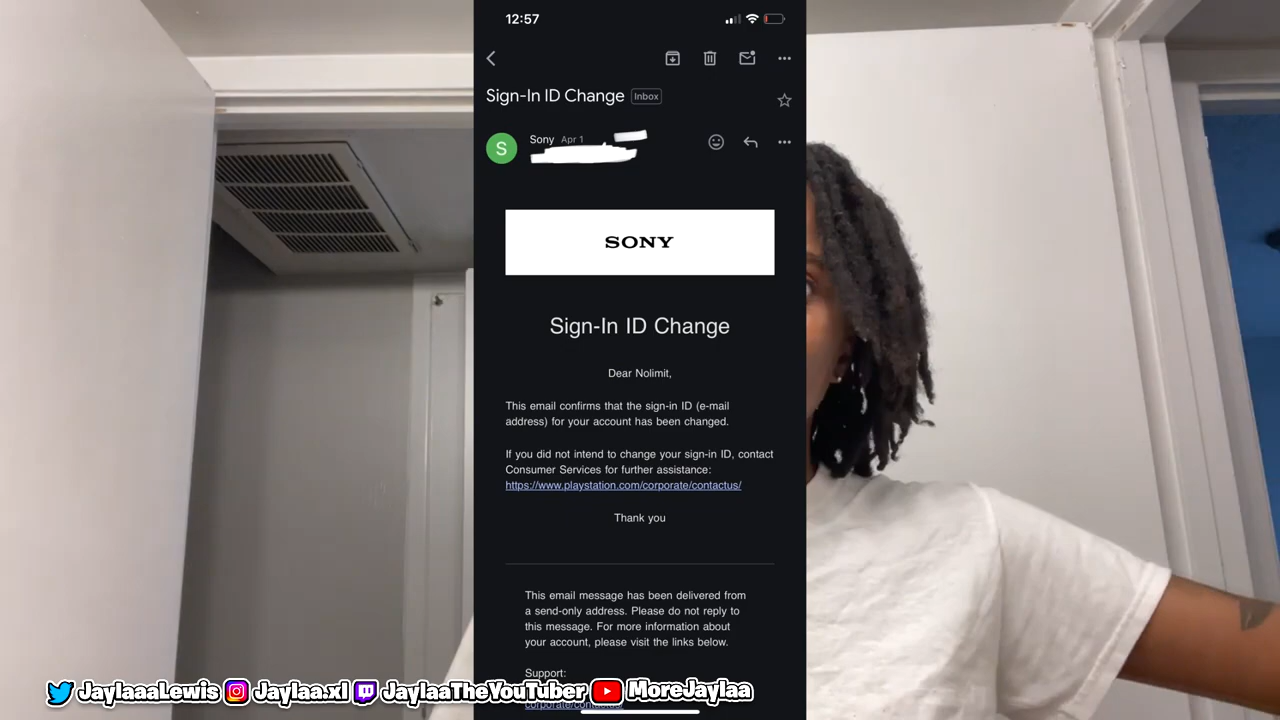 12:57
Sign-In ID Change Inbox
S
Sony Apr 1
SONY
Sign-In ID Change
Dear Nolimit,
This email confirms that the sign-in ID (e-mail
address) for your account has been changed.
If you did not intend to change your sign-in ID, contact
Consumer Services for further assistance:
https://www.playstation.com/corporate/contactus/
Thank you
This email message has been delivered from
a send-only address. Please do not reply to
this message. For more information about
your account, please visit the links below.
Support:
JaylaaaLewis Jaylaa.xl JaylaaTheYouTuber MoreJaylaa